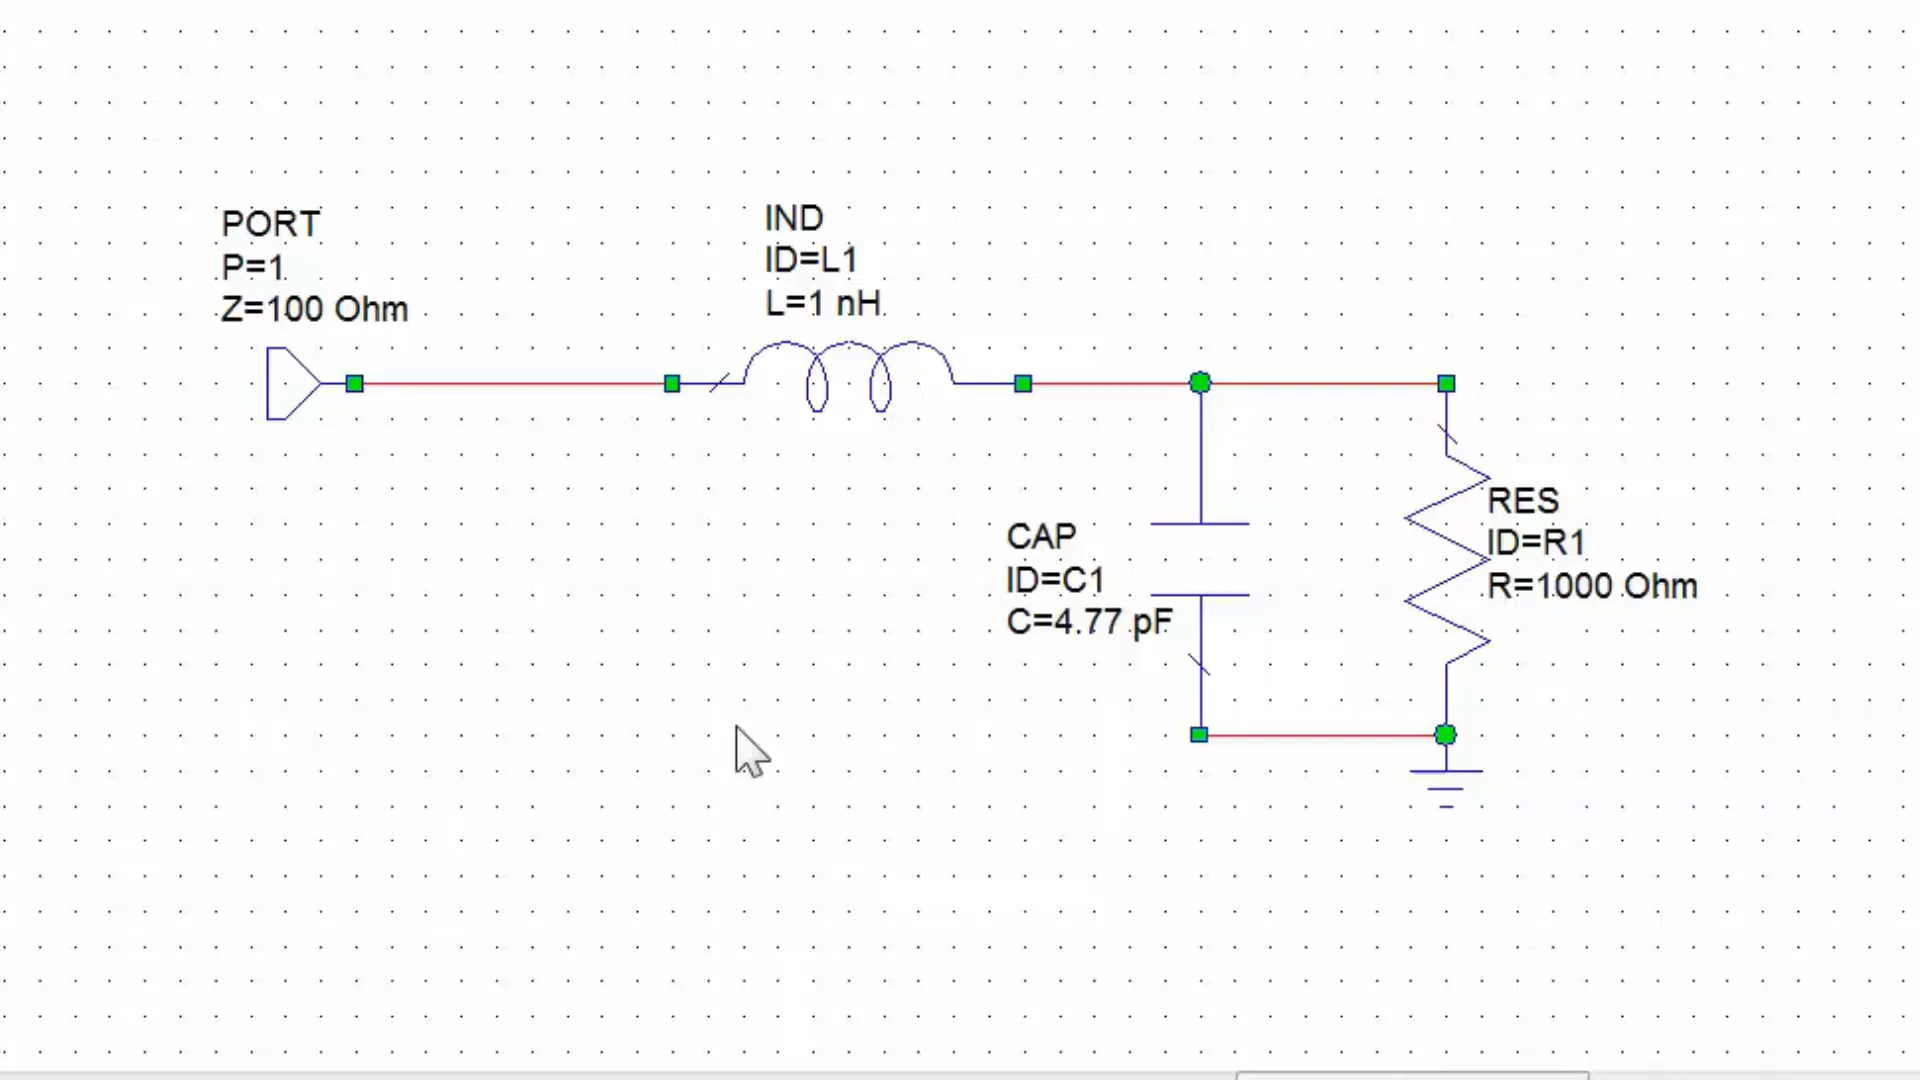 PORT
P=1
Z=100 Ohm
IND
ID=L1
L=1 nH
CAP
ID=C1
C=4.77 pF
RES
ID=R1
R=1000 Ohm